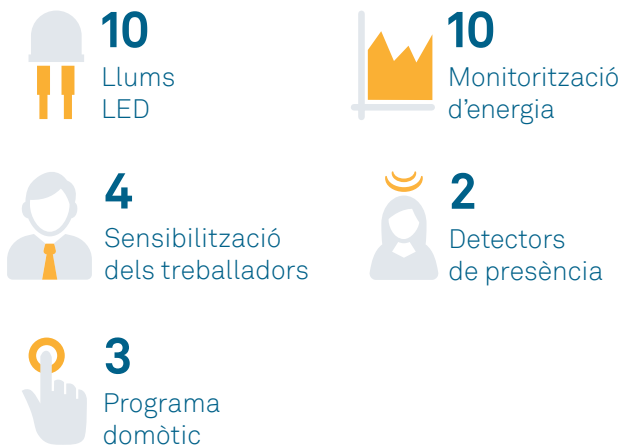 10
Llums
LED
10
Monitorització
d’energia
4
Sensibilització
dels treballadors
2
Detectors
de presència
3
Programa
domòtic